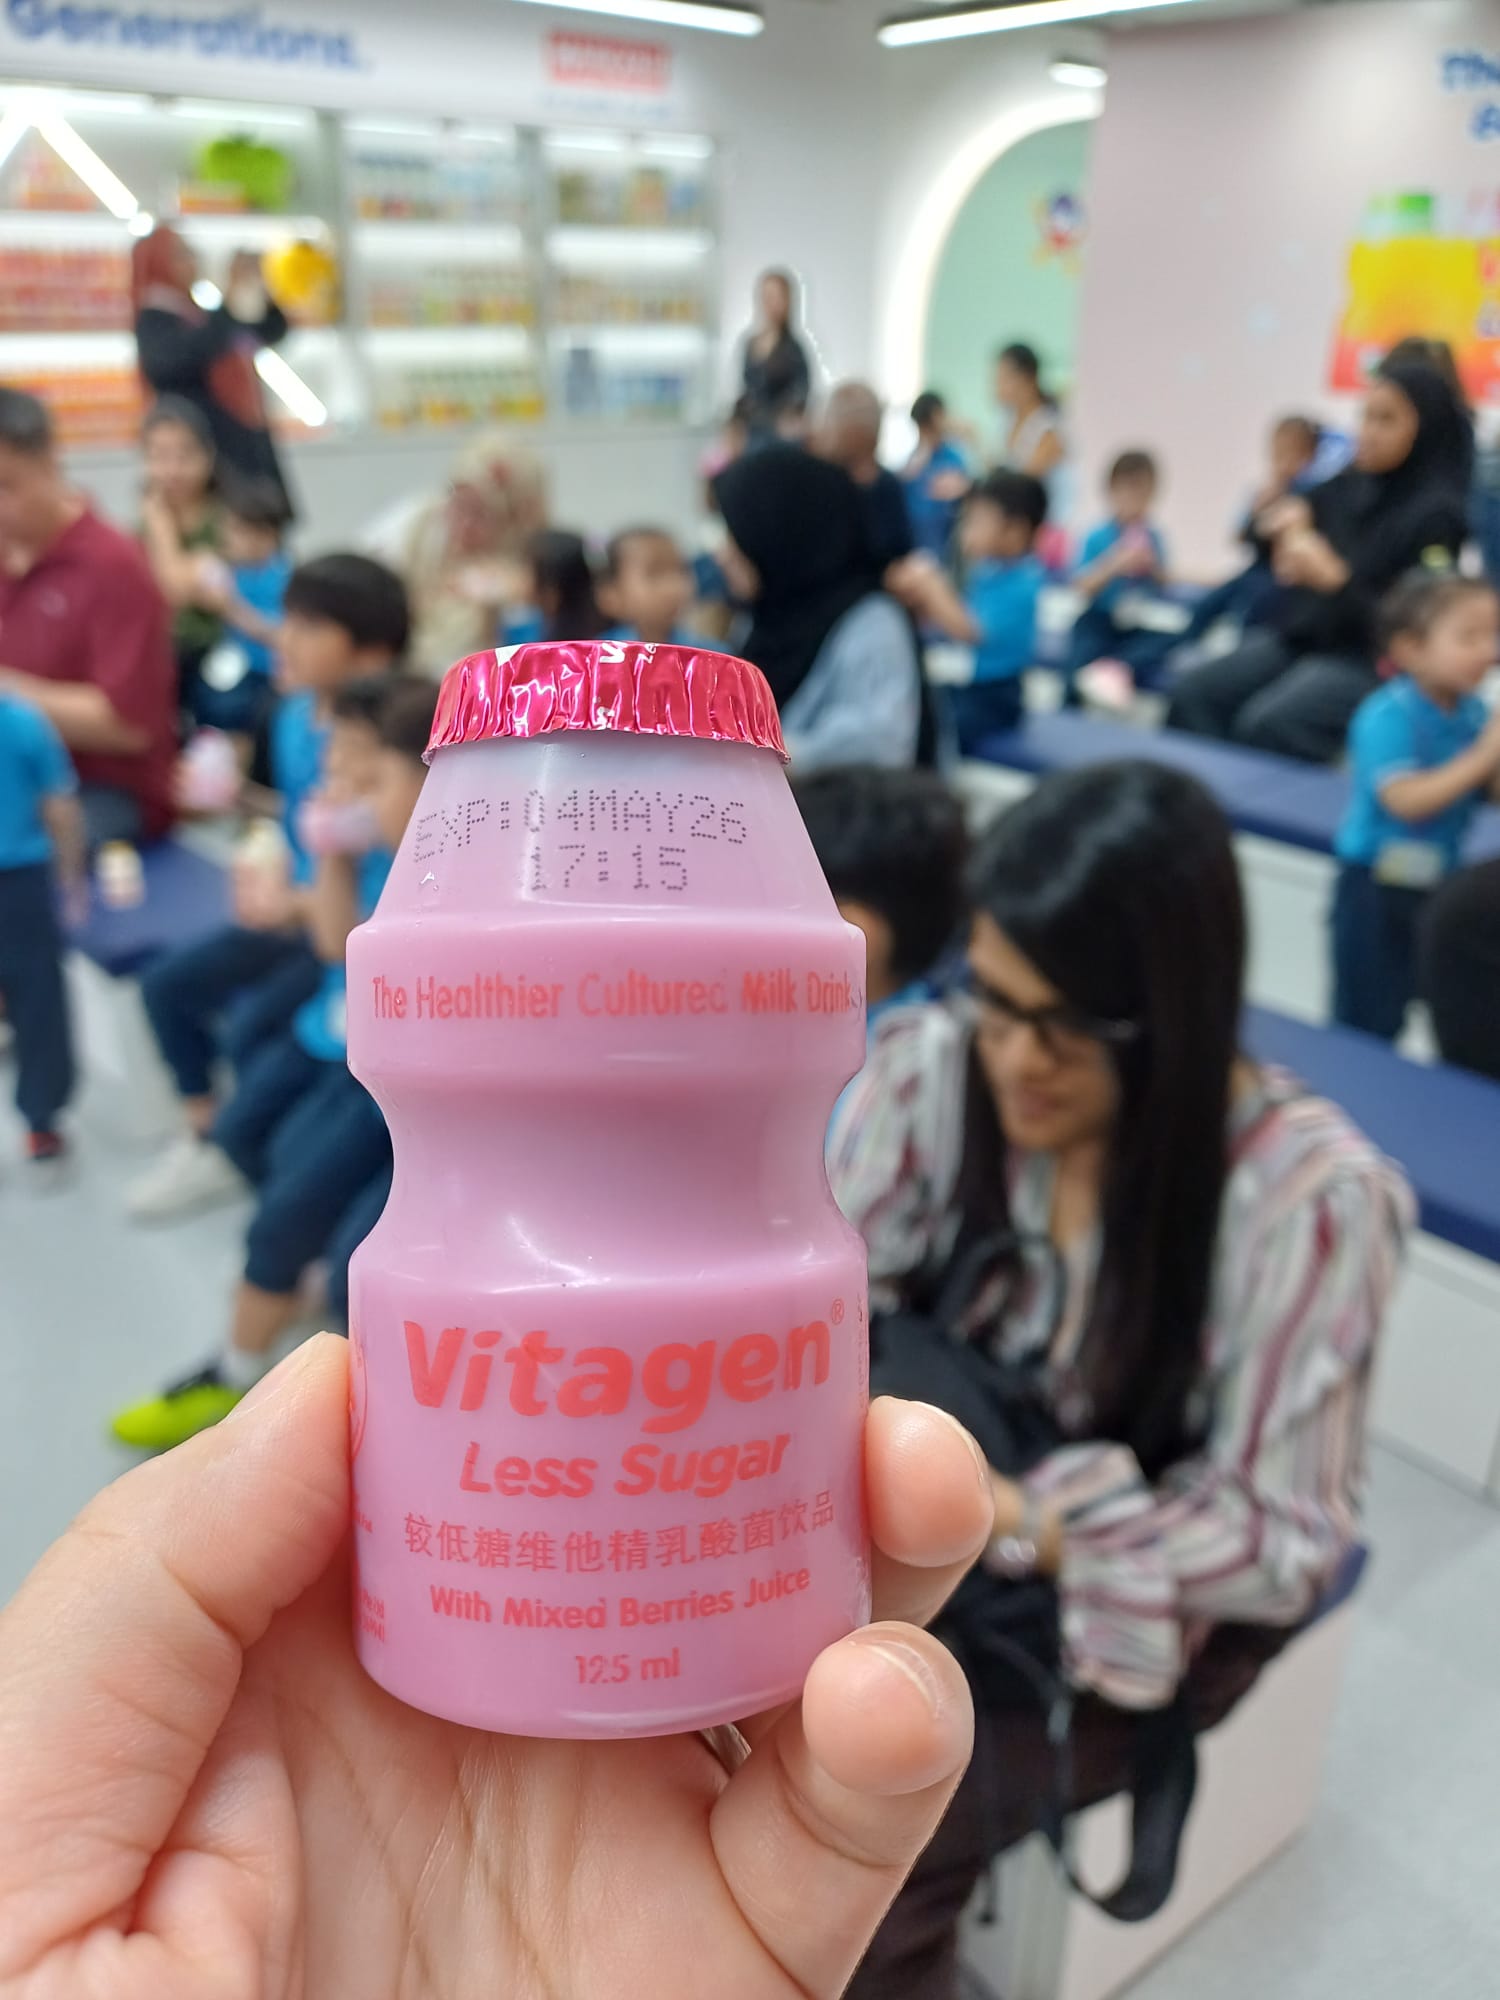 Generations.
EXP:04MAY26
17:15
The Healthier Cultured Milk Drink
Vitagen®
Less Sugar
较低糖维他精乳酸菌饮品
With Mixed Berries Juice
125 ml